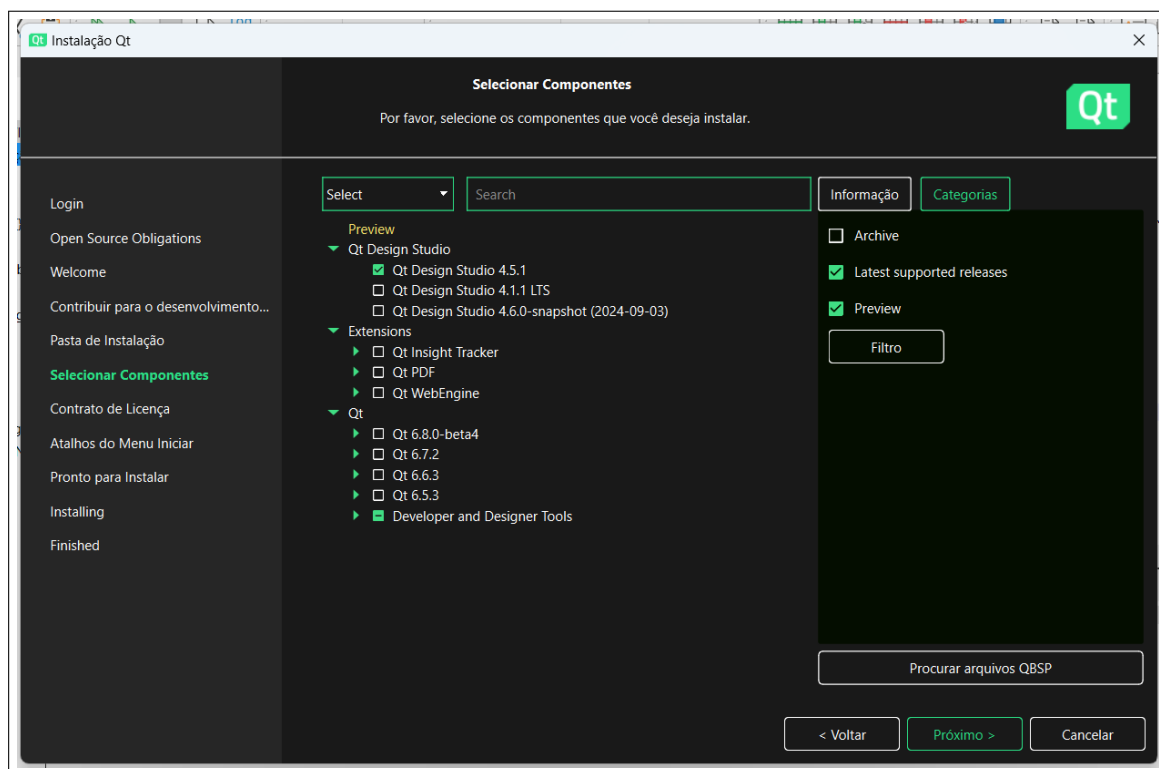 Qt Instalação Qt
Selecionar Componentes
Por favor, selecione os componentes que você deseja instalar.
Qt
Login
Open Source Obligations
Welcome
Contribuir para o desenvolvimento...
Pasta de Instalação
Selecionar Componentes
Contrato de Licença
Atalhos do Menu Iniciar
Pronto para Instalar
Installing
Finished
Select
Search
Preview
Qt Design Studio
Qt Design Studio 4.5.1
Qt Design Studio 4.1.1 LTS
Qt Design Studio 4.6.0-snapshot (2024-09-03)
Extensions
Qt Insight Tracker
Qt PDF
Qt WebEngine
Qt
Qt 6.8.0-beta4
Qt 6.7.2
Qt 6.6.3
Qt 6.5.3
Developer and Designer Tools
Informação
Categorias
Archive
Latest supported releases
Preview
Filtro
Procurar arquivos QBSP
< Voltar
Próximo >
Cancelar